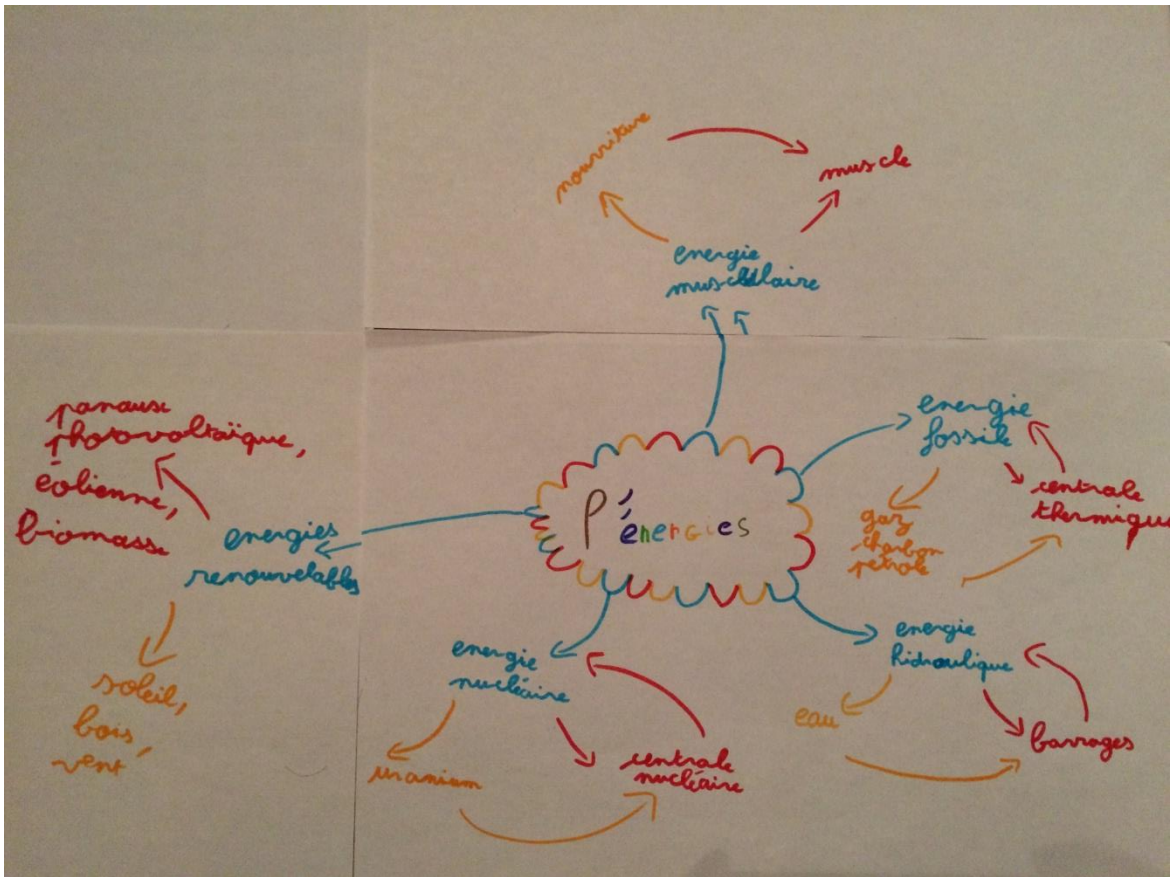 nourriture
muscle
energie
musculaire
energie
fossile
centrale
thermique
gaz
charbon
petrole
panaux
photovoltaïque,
éolienne,
biomasse
energies
renouvelables
soleil,
bois,
vent
l'énergies
energie
nucléaire
uranium
centrale
nucléaire
energie
hidraulique
eau
barrages